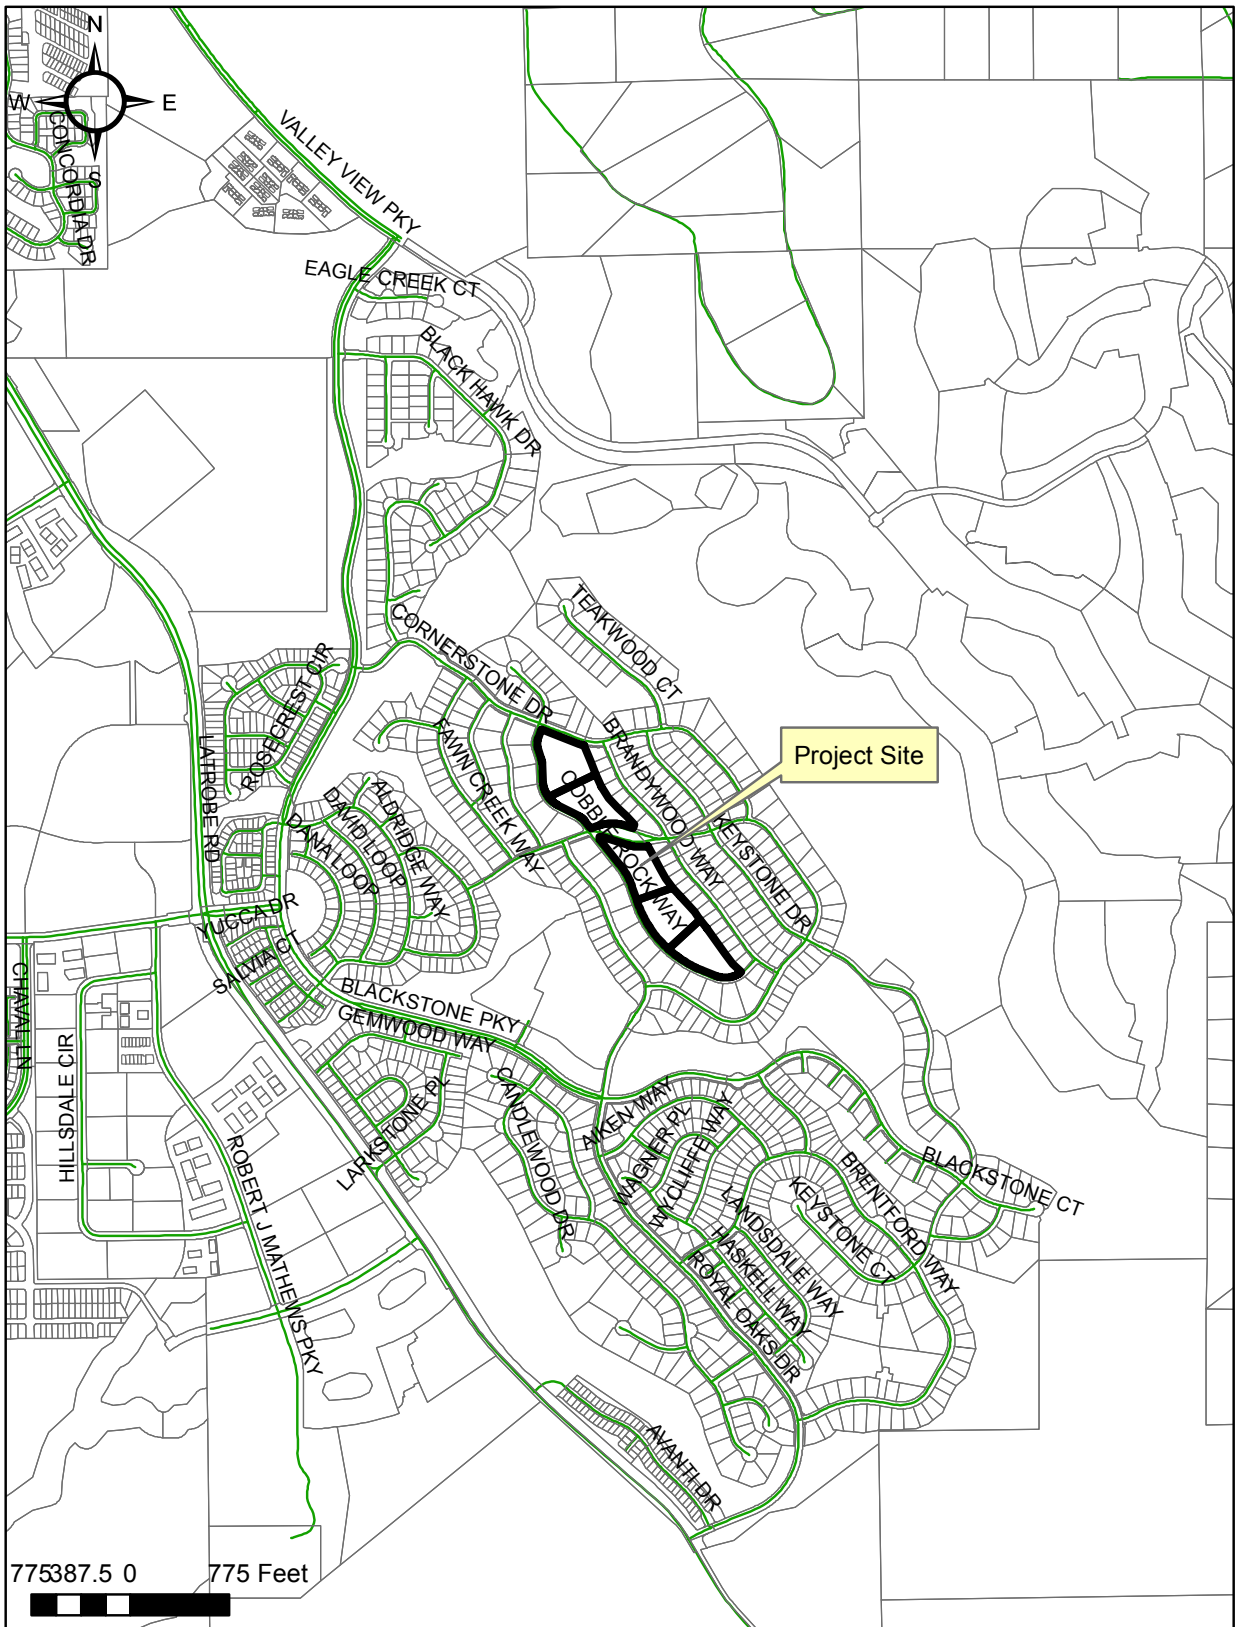 N
W
E
S
CONCORDIA DR
VALLEY VIEW PKY
EAGLE CREEK CT
BLACK HAWK DR
TEAKWOOD CT
CORNERSTONE DR
ROSECREST CIR
FAWN CREEK WAY
BRANDYWOOD WAY
Project Site
LATROBE RD
COBBLEROCK WAY
KEYSTONE DR
ALDRIDGE WAY
DAVID LOOP
DANA LOOP
YUCCA DR
SALVIA CT
CHAVAL LN
BLACKSTONE PKY
GEMWOOD WAY
HILLSDALE CIR
CANDLEWOOD DR
LARKSTONE PL
AIKEN WAY
WAGNER PL
WYCLIFFE WAY
ROBERT J MATHEWS PKY
BLACKSTONE CT
BRENTFORD WAY
KEYSTONE CT
LANDSDALE WAY
HASKELL WAY
ROYAL OAKS DR
AVANTI DR
775387.5 0 775 Feet